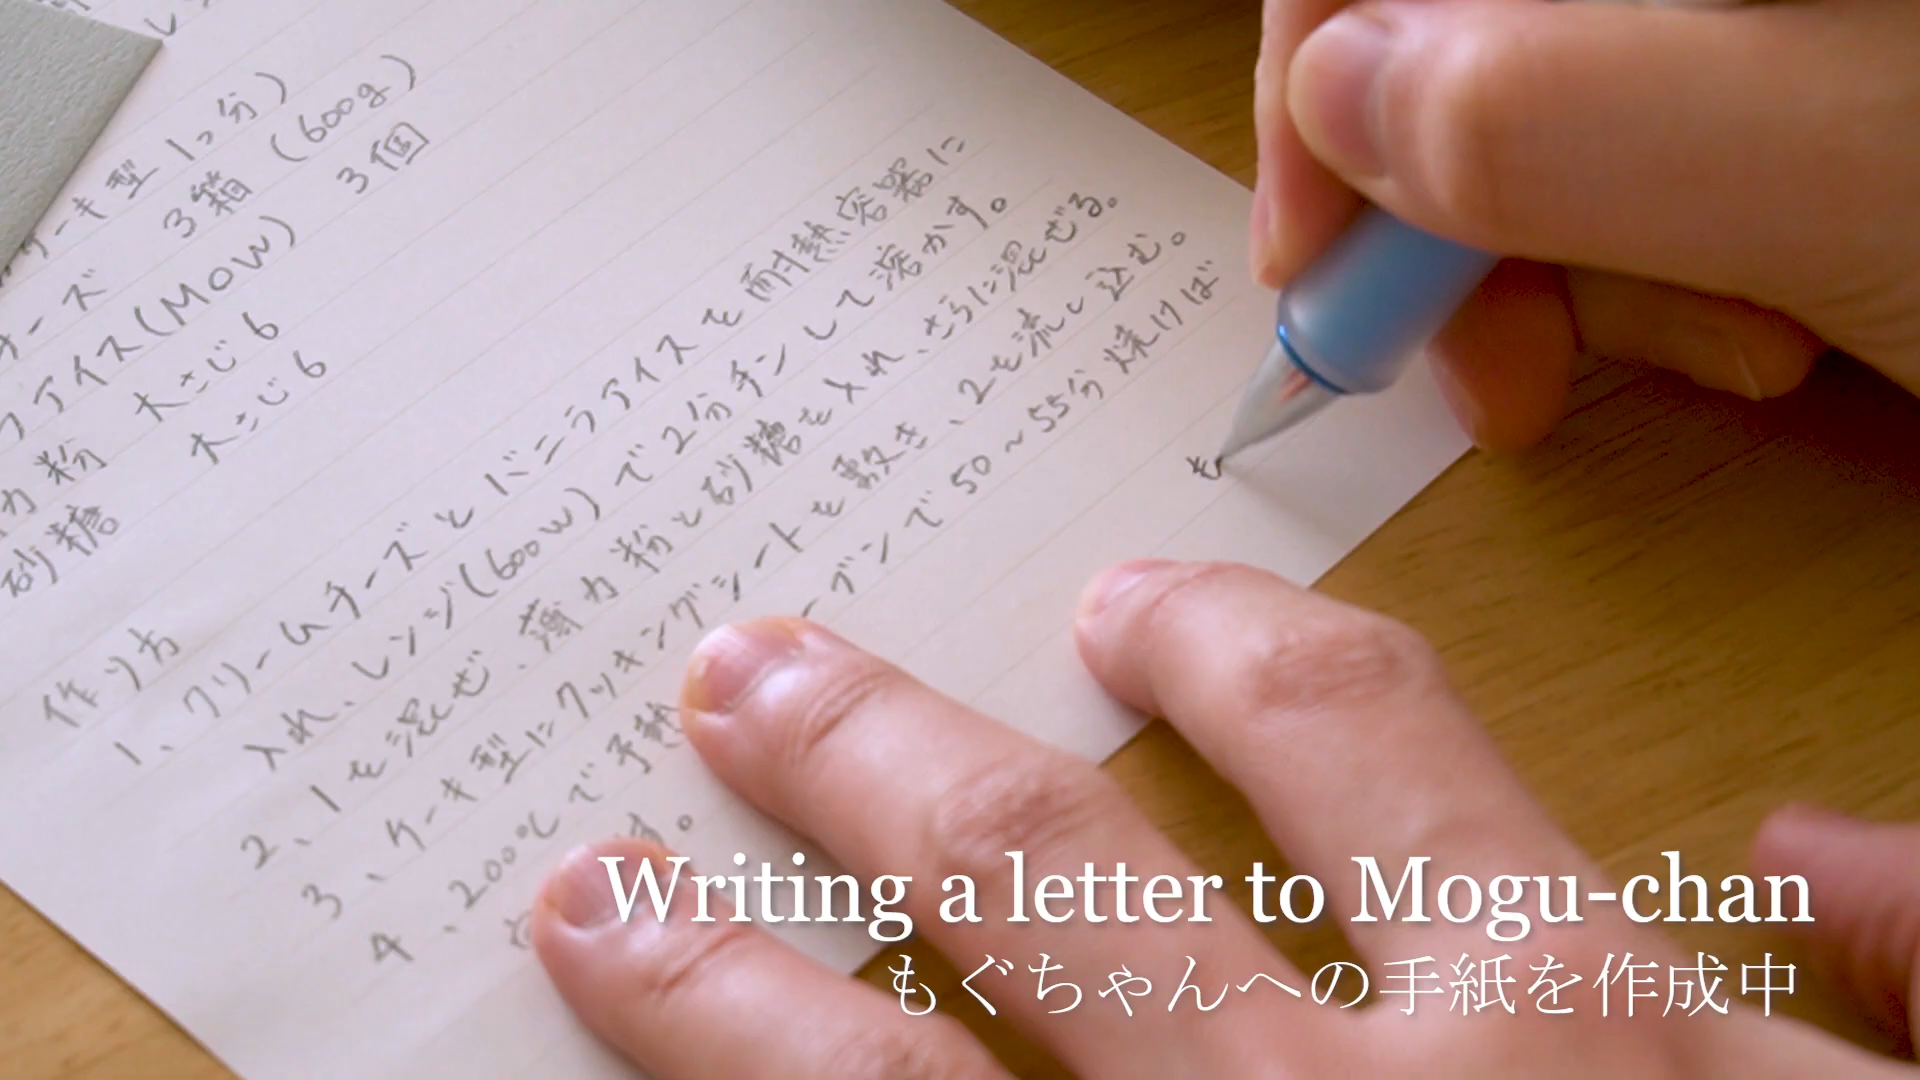 ケーキ型1つ分)
チーズ 3箱(600g)
アイス(MOW) 3個
力粉 大さじ6
砂糖 大さじ6
作り方
1、クリームチーズとバニラアイスを耐熱容器に
入れ、レンジ(600w)で2分チンして溶かす。
2、1を混ぜ、薄力粉と砂糖を入れ、さらに混ぜる。
3、ケーキ型にクッキングシートを敷き、2を流し込む。
4、200℃で予熱 ーブンで50~55分焼けば
す。
も
Writing a letter to Mogu-chan
もぐちゃんへの手紙を作成中